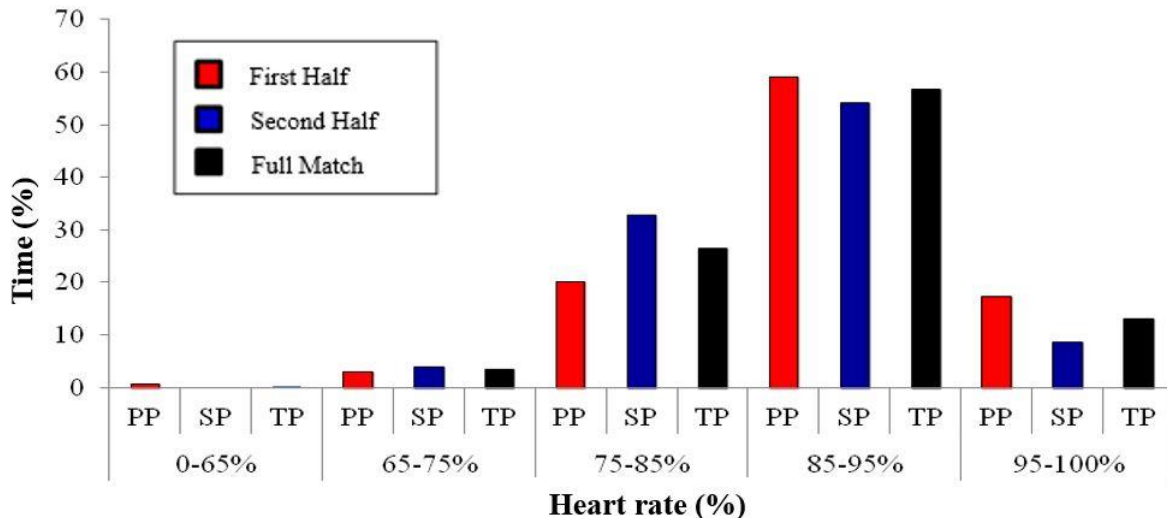 70
60
50
40
30
20
10
0
Time (%)
First Half
Second Half
Full Match
PP SP TP PP SP TP PP SP TP PP SP TP PP SP TP
0-65% 65-75% 75-85% 85-95% 95-100%
Heart rate (%)